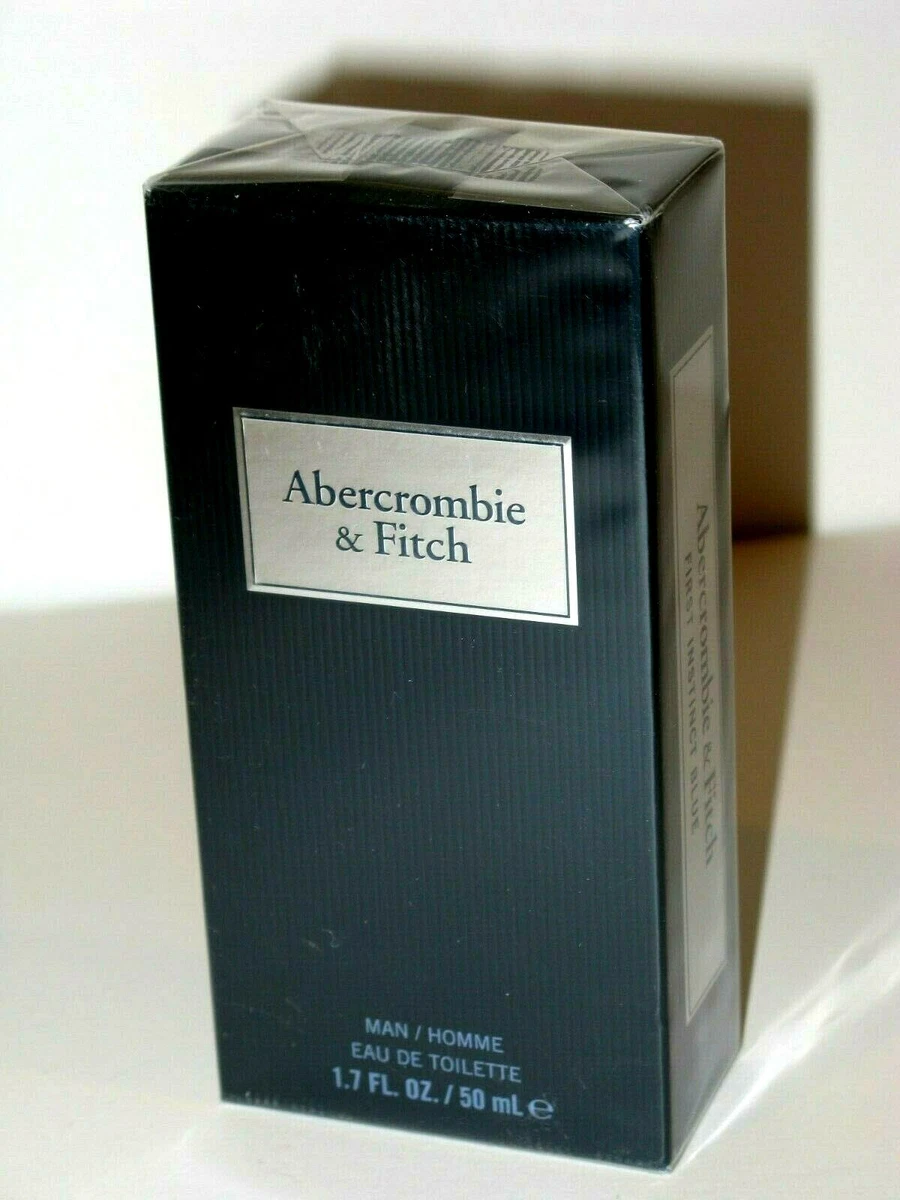 Abercrombie
& Fitch
MAN / HOMME
EAU DE TOILETTE
1.7 FL. OZ. / 50 mL ℮
Abercrombie & Fitch
FIRST INSTINCT BLUE